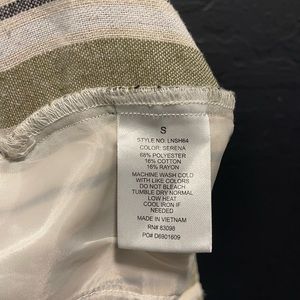 S
STYLE NO: LNSH64
COLOR: SERENA
68% POLYESTER
16% COTTON
16% RAYON
MACHINE WASH COLD
WITH LIKE COLORS
DO NOT BLEACH
TUMBLE DRY NORMAL
LOW HEAT
COOL IRON IF
NEEDED
MADE IN VIETNAM
RN# 83098
PO# D6901609